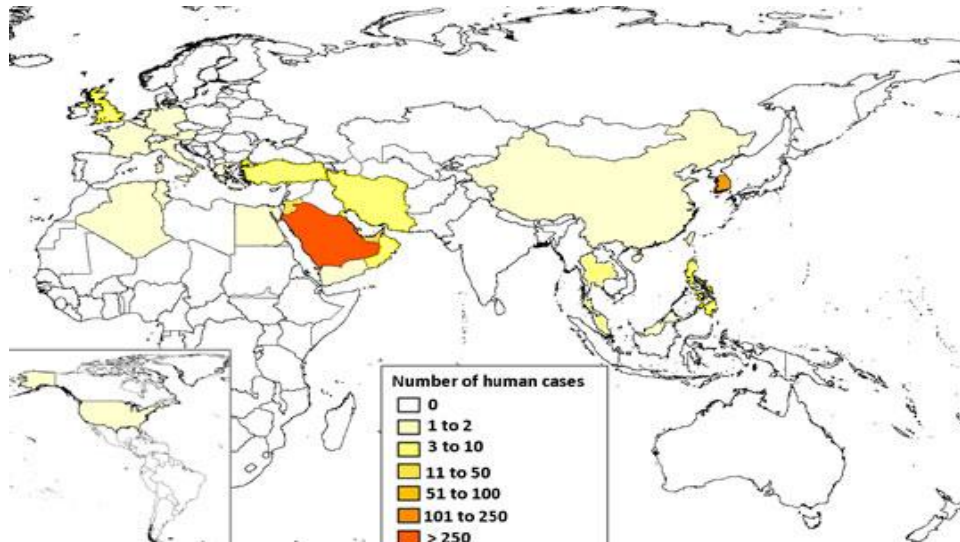 Number of human cases
0
1 to 2
3 to 10
11 to 50
51 to 100
101 to 250
> 250